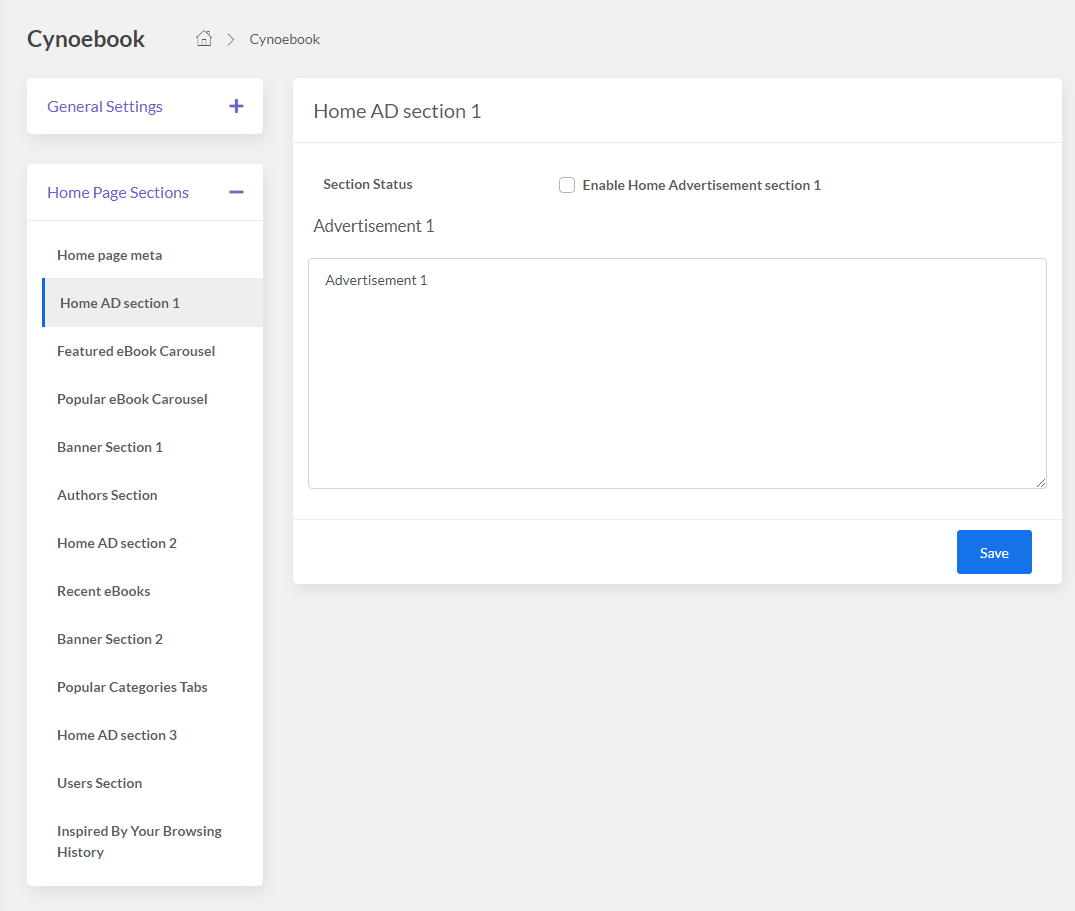 Cynoebook
Cynoebook
General Settings
Home Page Sections
Home page meta
Home AD section 1
Featured eBook Carousel
Popular eBook Carousel
Banner Section 1
Authors Section
Home AD section 2
Recent eBooks
Banner Section 2
Popular Categories Tabs
Home AD section 3
Users Section
Inspired By Your Browsing
History
Home AD section 1
Section Status
Enable Home Advertisement section 1
Advertisement 1
Advertisement 1
Save